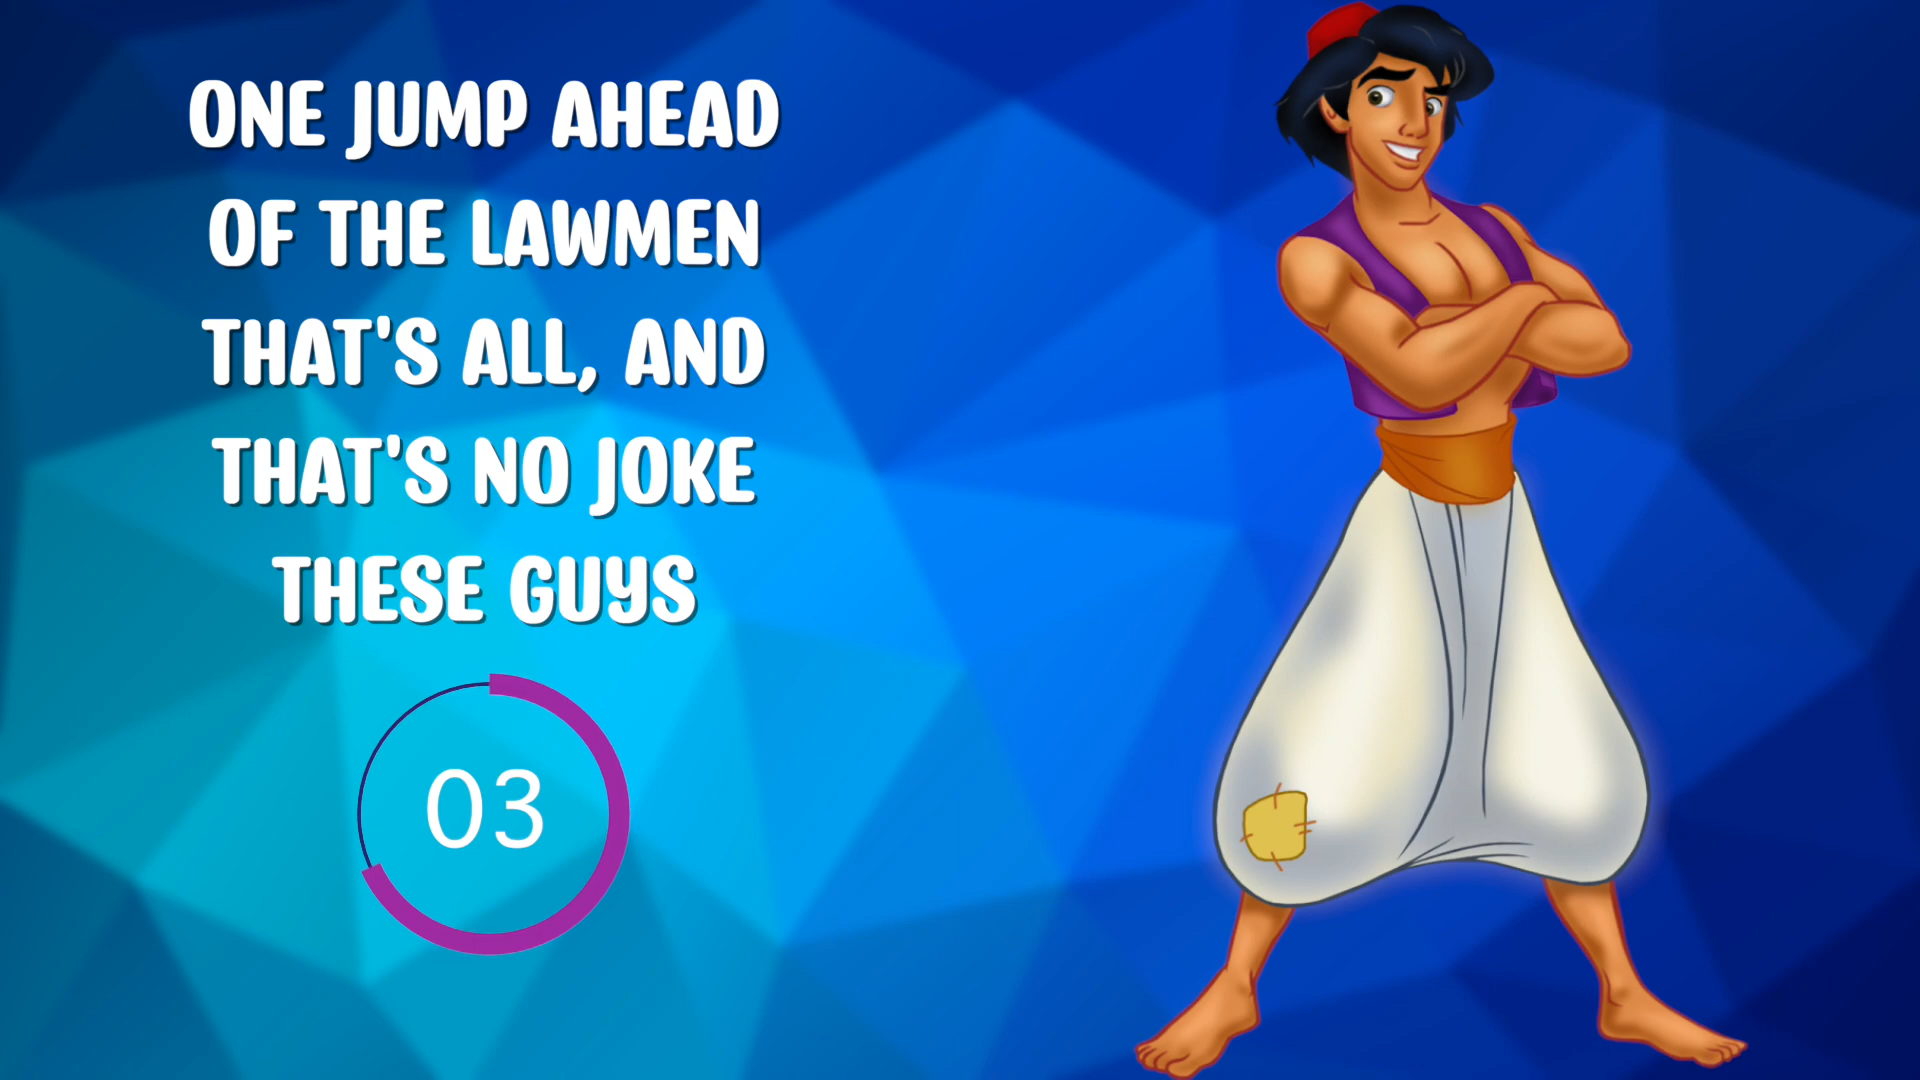 ONE JUMP AHEAD
OF THE LAWMEN
THAT'S ALL, AND
THAT'S NO JOKE
THESE GUYS
03